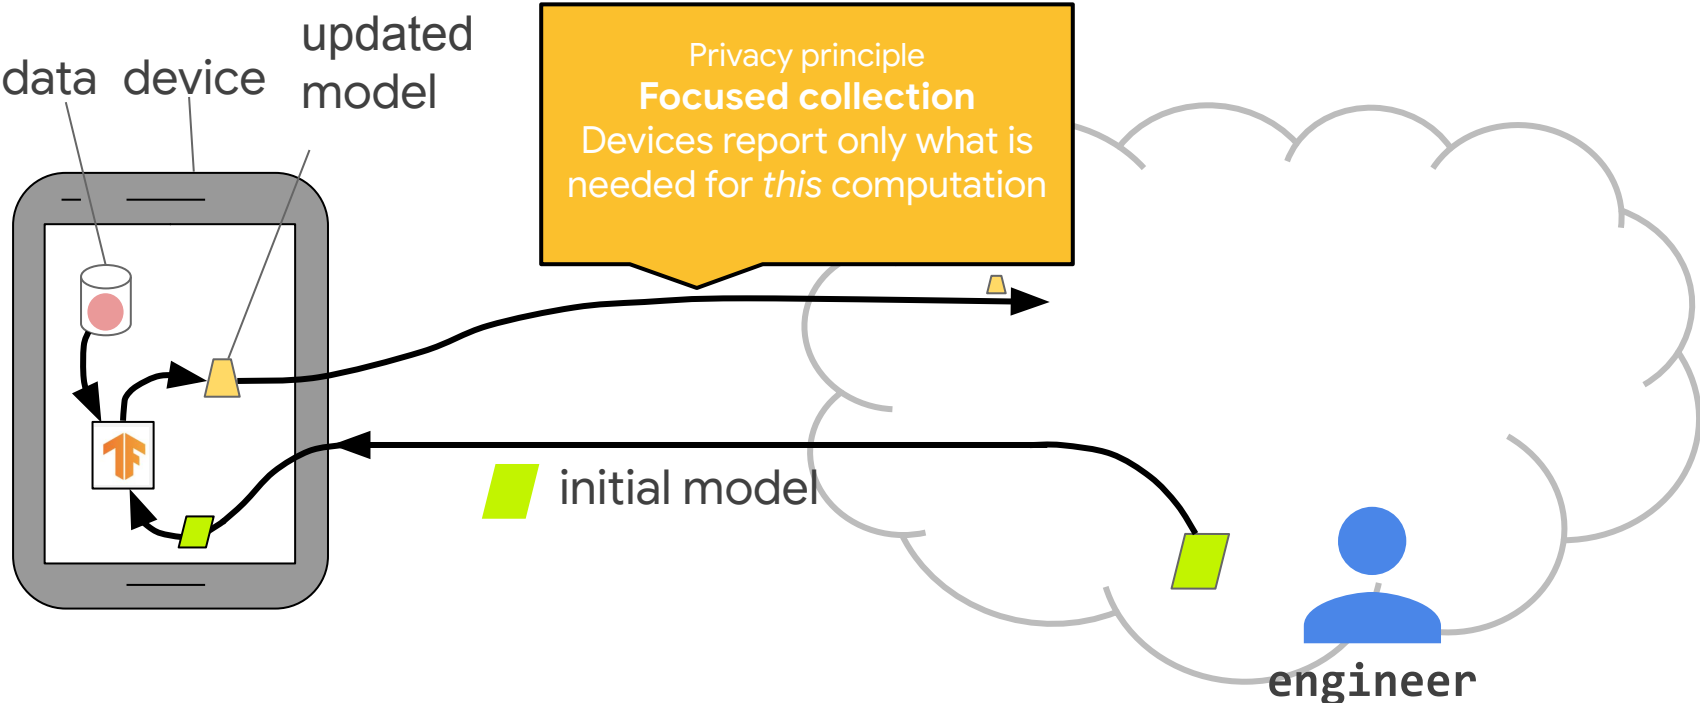 data
device
updated
model
Privacy principle
Focused collection
Devices report only what is
needed for this computation
initial model
engineer